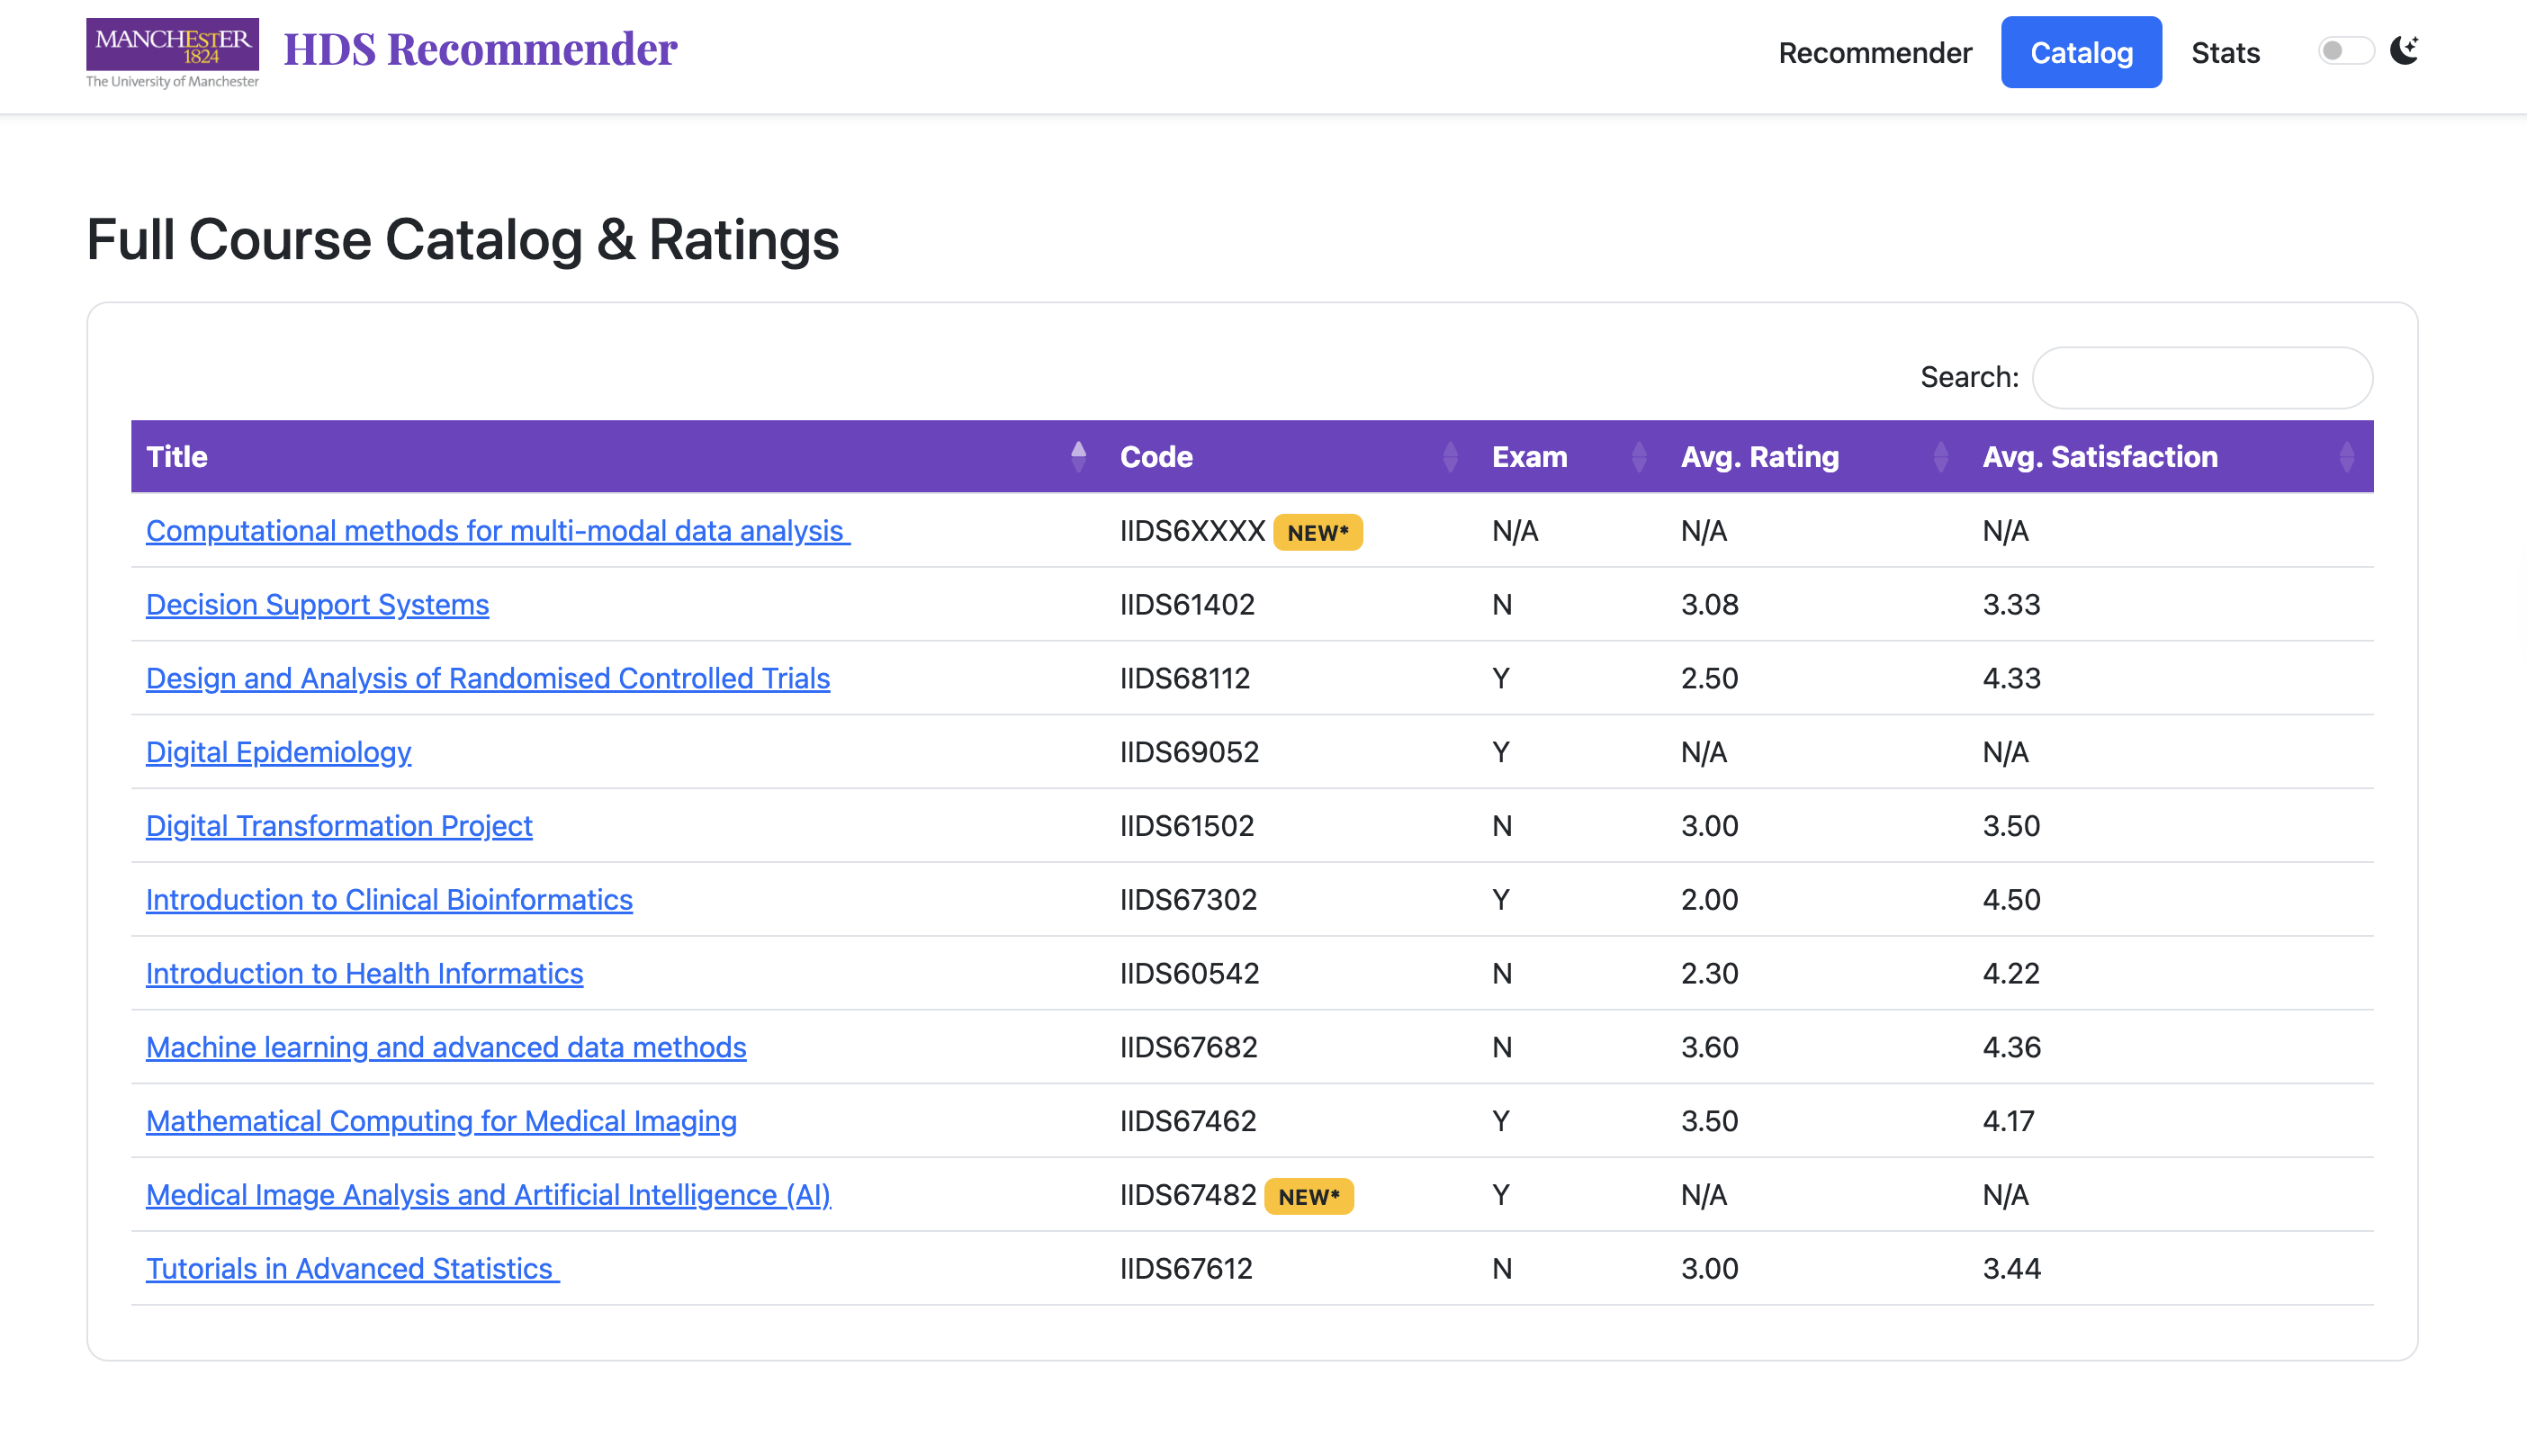 MANCHESTER
1824
The University of Manchester
HDS Recommender
Recommender Catalog Stats
Full Course Catalog & Ratings
Search:
Title Code Exam Avg. Rating Avg. Satisfaction
Computational methods for multi-modal data analysis IIDS6XXXX NEW* N/A N/A N/A
Decision Support Systems IIDS61402 N 3.08 3.33
Design and Analysis of Randomised Controlled Trials IIDS68112 Y 2.50 4.33
Digital Epidemiology IIDS69052 Y N/A N/A
Digital Transformation Project IIDS61502 N 3.00 3.50
Introduction to Clinical Bioinformatics IIDS67302 Y 2.00 4.50
Introduction to Health Informatics IIDS60542 N 2.30 4.22
Machine learning and advanced data methods IIDS67682 N 3.60 4.36
Mathematical Computing for Medical Imaging IIDS67462 Y 3.50 4.17
Medical Image Analysis and Artificial Intelligence (AI) IIDS67482 NEW* Y N/A N/A
Tutorials in Advanced Statistics IIDS67612 N 3.00 3.44